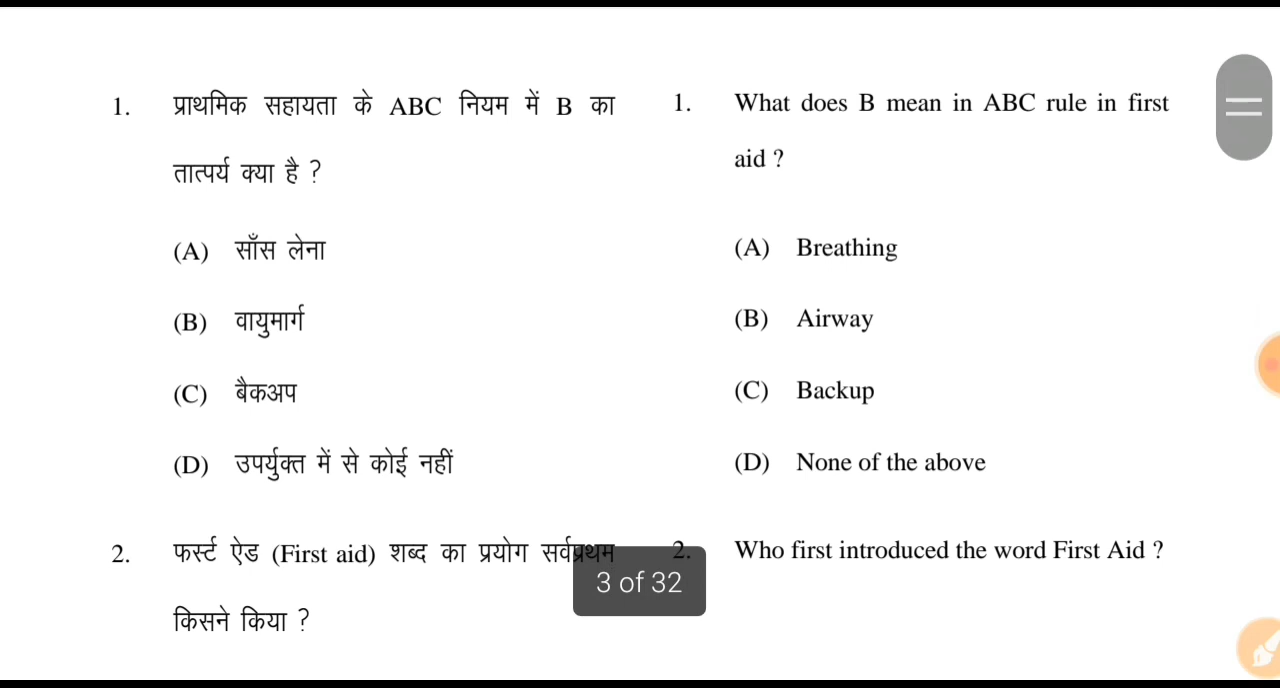 1. प्राथमिक सहायता के ABC नियम में B का
तात्पर्य क्या है ?
(A) साँस लेना
(B) वायुमार्ग
(C) बैकअप
(D) उपर्युक्त में से कोई नहीं
2. फर्स्ट ऐड (First aid) शब्द का प्रयोग सर्वप्रथम
किसने किया ?
1. What does B mean in ABC rule in first
aid ?
(A) Breathing
(B) Airway
(C) Backup
(D) None of the above
2. Who first introduced the word First Aid ?
3 of 32